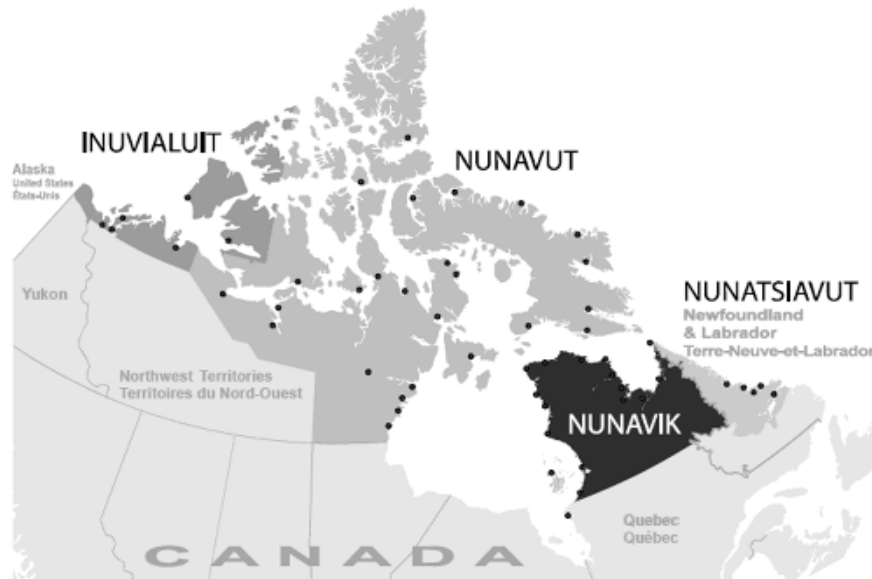 INUVIALUIT
NUNAVUT
Alaska
United States
États-Unis
Yukon
NUNATSIAVUT
Newfoundland
& Labrador
Terre-Neuve-et-Labrador
Northwest Territories
Territoires du Nord-Ouest
NUNAVIK
Quebec
Québec
CANADA